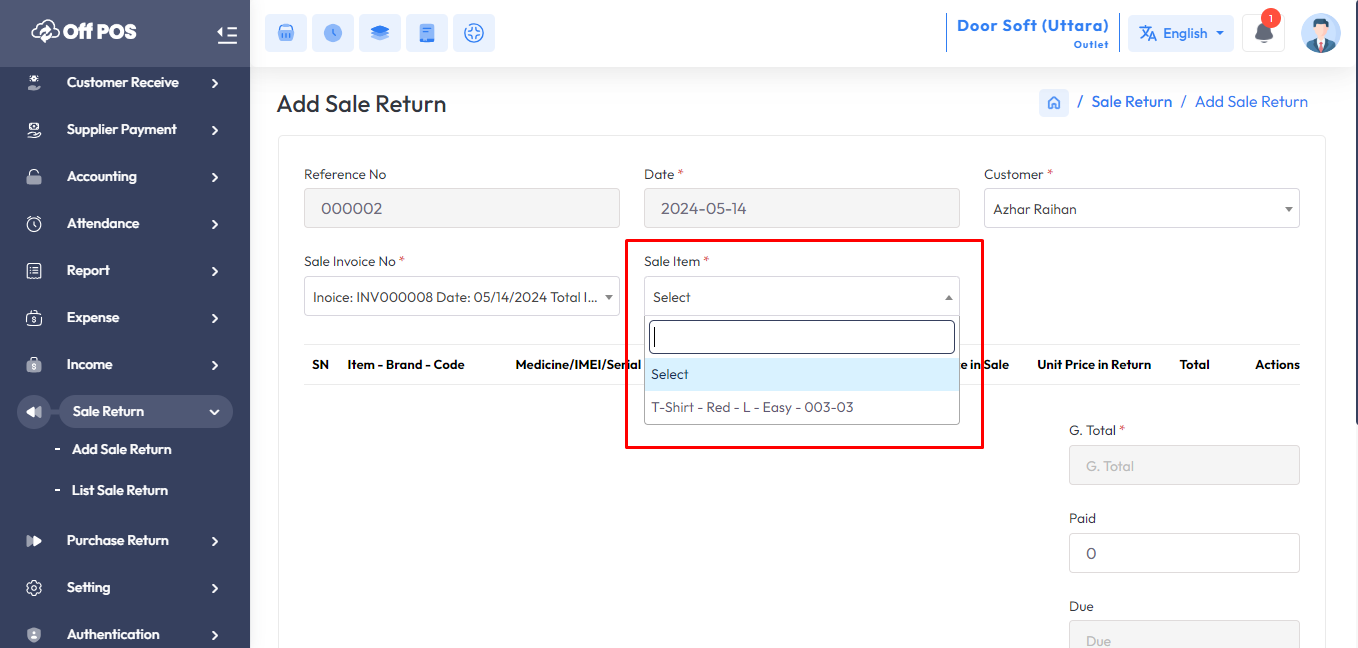 Off POS
Door Soft (Uttara)
Outlet
English
1
Customer Receive
Supplier Payment
Accounting
Attendance
Report
Expense
Income
Sale Return
- Add Sale Return
- List Sale Return
Purchase Return
Setting
Authentication
Add Sale Return
/ Sale Return / Add Sale Return
Reference No
000002
Date *
2024-05-14
Customer *
Azhar Raihan
Sale Invoice No *
Inoice: INV000008 Date: 05/14/2024 Total I...
Sale Item *
Select
Select
T-Shirt - Red - L - Easy - 003-03
SN Item - Brand - Code Medicine/IMEI/Serial in Sale Unit Price in Return Total Actions
G. Total *
G. Total
Paid
0
Due
Due